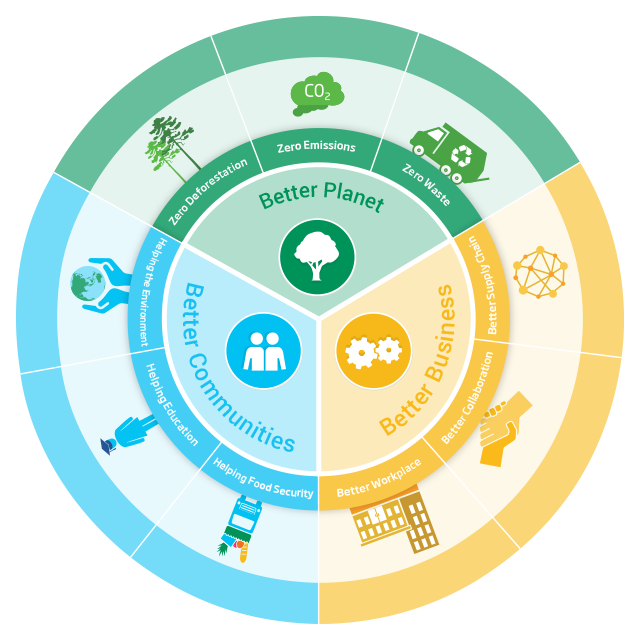 CO2
Zero Deforestation
Zero Emissions
Zero Waste
Better Planet
Helping the Environment
Helping Education
Helping Food Security
Better Communities
Better Supply Chain
Better Collaboration
Better Workplace
Better Business